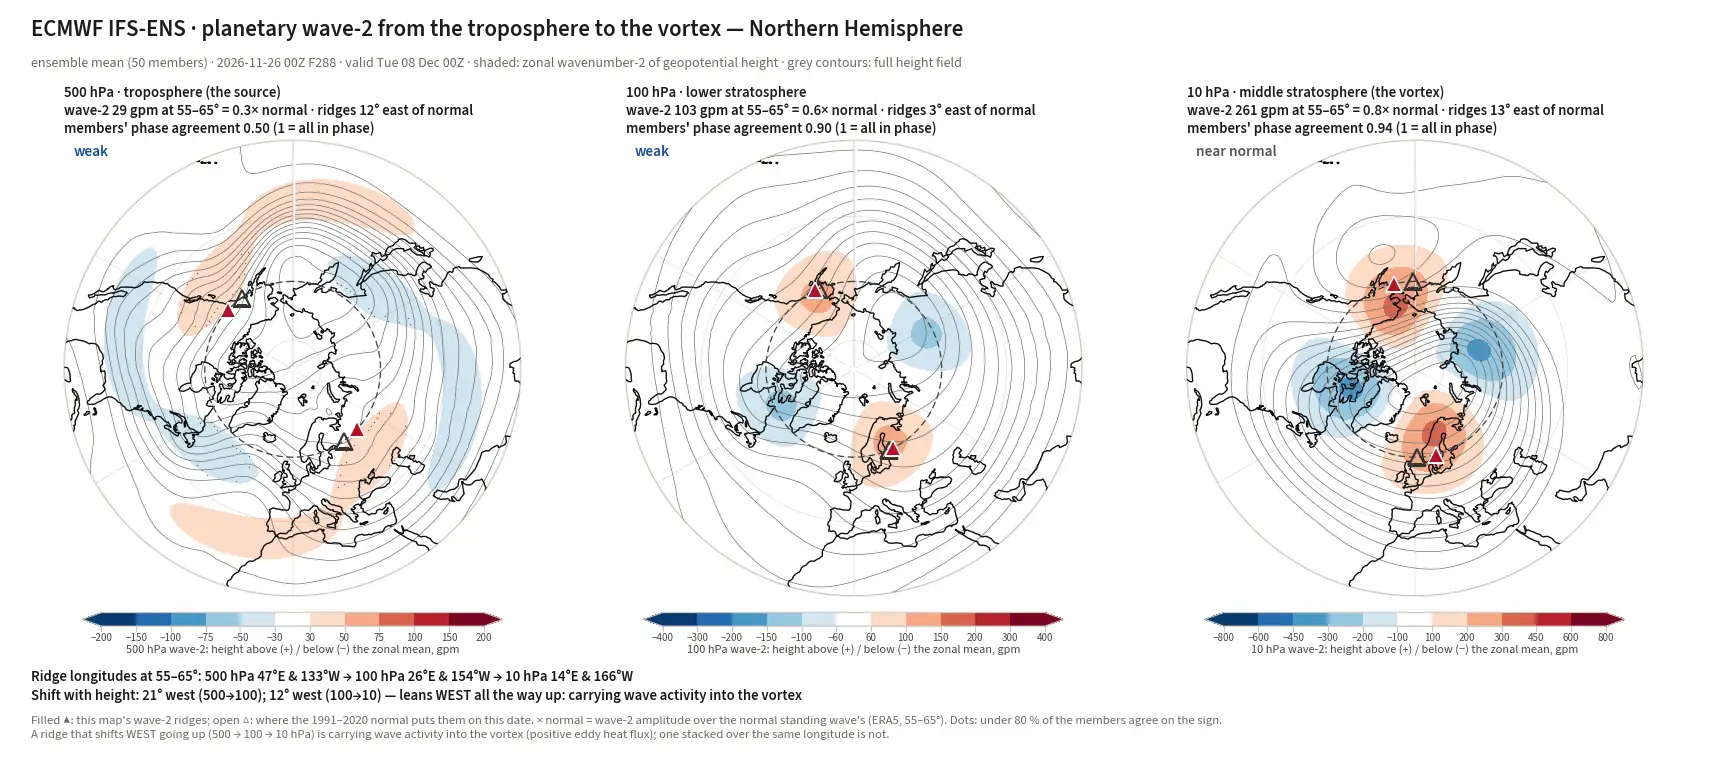 ECMWF IFS-ENS · planetary wave-2 from the troposphere to the vortex — Northern Hemisphere
ensemble mean (50 members) · 2026-11-26 00Z F288 · valid Tue 08 Dec 00Z · shaded: zonal wavenumber-2 of geopotential height · grey contours: full height field
500 hPa · troposphere (the source)
wave-2 29 gpm at 55–65° = 0.3× normal · ridges 12° east of normal
members' phase agreement 0.50 (1 = all in phase)
weak
100 hPa · lower stratosphere
wave-2 103 gpm at 55–65° = 0.6× normal · ridges 3° east of normal
members' phase agreement 0.90 (1 = all in phase)
weak
10 hPa · middle stratosphere (the vortex)
wave-2 261 gpm at 55–65° = 0.8× normal · ridges 13° east of normal
members' phase agreement 0.94 (1 = all in phase)
near normal
−200 −150 −100 −75 −50 −30 30 50 75 100 150 200
500 hPa wave-2: height above (+) / below (−) the zonal mean, gpm
−400 −300 −200 −150 −100 −60 60 100 150 200 300 400
100 hPa wave-2: height above (+) / below (−) the zonal mean, gpm
−800 −600 −450 −300 −200 −100 100 200 300 450 600 800
10 hPa wave-2: height above (+) / below (−) the zonal mean, gpm
Ridge longitudes at 55–65°: 500 hPa 47°E & 133°W → 100 hPa 26°E & 154°W → 10 hPa 14°E & 166°W
Shift with height: 21° west (500→100); 12° west (100→10) — leans WEST all the way up: carrying wave activity into the vortex
Filled ▲: this map's wave-2 ridges; open △: where the 1991–2020 normal puts them on this date. × normal = wave-2 amplitude over the normal standing wave's (ERA5, 55–65°). Dots: under 80 % of the members agree on the sign.
A ridge that shifts WEST going up (500 → 100 → 10 hPa) is carrying wave activity into the vortex (positive eddy heat flux); one stacked over the same longitude is not.